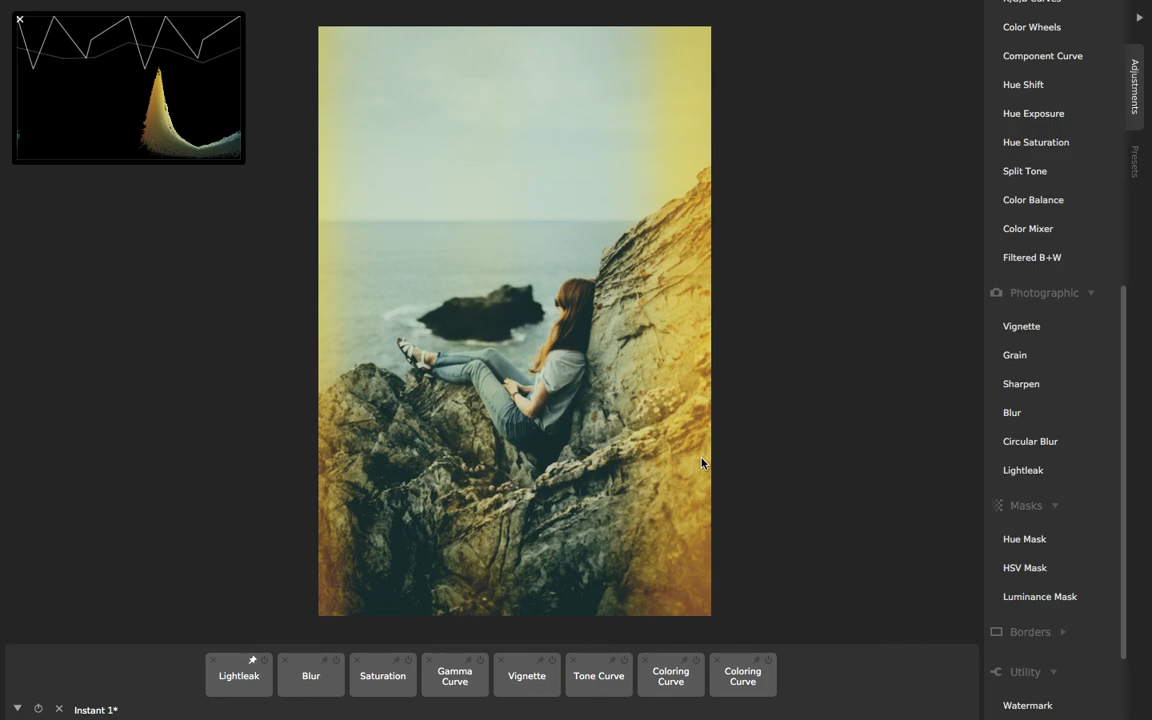 R,G,B Curves
Color Wheels
Component Curve
Hue Shift
Hue Exposure
Hue Saturation
Split Tone
Color Balance
Color Mixer
Filtered B+W
Photographic
Vignette
Grain
Sharpen
Blur
Circular Blur
Lightleak
Masks
Hue Mask
HSV Mask
Luminance Mask
Borders
Utility
Watermark
Adjustments
Presets
Lightleak
Blur
Saturation
Gamma
Curve
Vignette
Tone Curve
Coloring
Curve
Coloring
Curve
Instant 1*